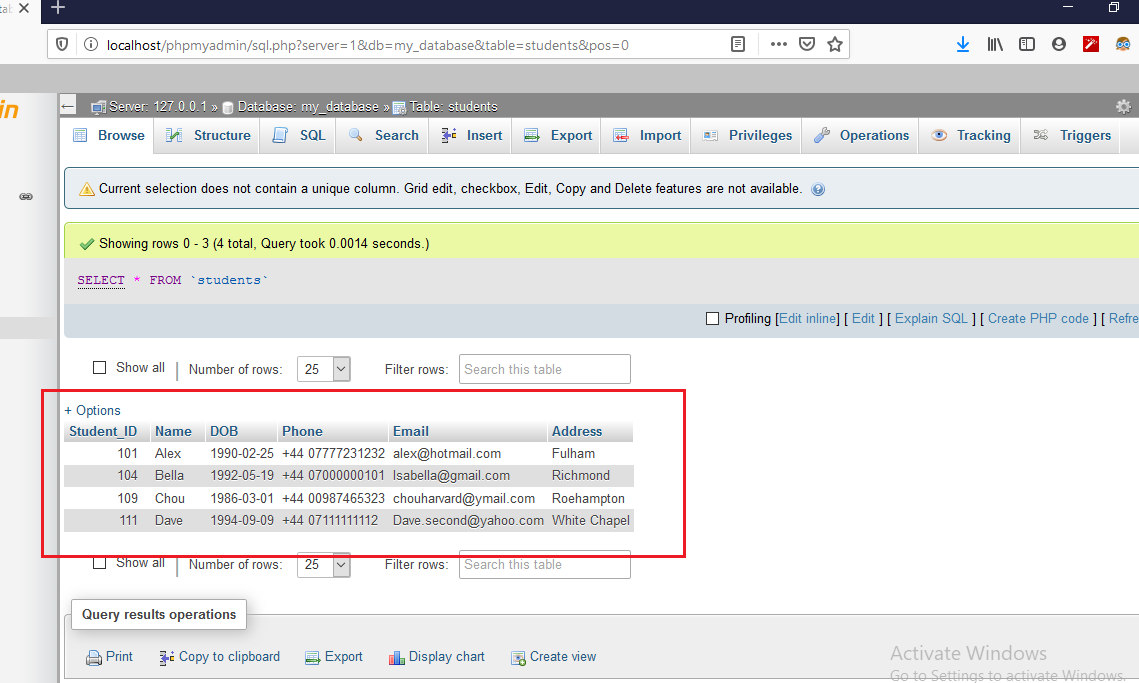 localhost/phpmyadmin/sql.php?server=1&db=my_database&table=students&pos=0
in
Server: 127.0.0.1 » Database: my_database » Table: students
Browse Structure SQL Search Insert Export Import Privileges Operations Tracking Triggers
Current selection does not contain a unique column. Grid edit, checkbox, Edit, Copy and Delete features are not available.
Showing rows 0 - 3 (4 total, Query took 0.0014 seconds.)
SELECT * FROM `students`
Profiling [Edit inline] [ Edit ] [ Explain SQL ] [ Create PHP code ] [ Refre
Show all | Number of rows: 25 Filter rows: Search this table
+ Options
Student_ID Name DOB Phone Email Address
101 Alex 1990-02-25 +44 07777231232 alex@hotmail.com Fulham
104 Bella 1992-05-19 +44 07000000101 Isabella@gmail.com Richmond
109 Chou 1986-03-01 +44 00987465323 chouharvard@ymail.com Roehampton
111 Dave 1994-09-09 +44 07111111112 Dave.second@yahoo.com White Chapel
Show all | Number of rows: 25 Filter rows: Search this table
Query results operations
Print Copy to clipboard Export Display chart Create view
Activate Windows
Go to Settings to activate Windows.